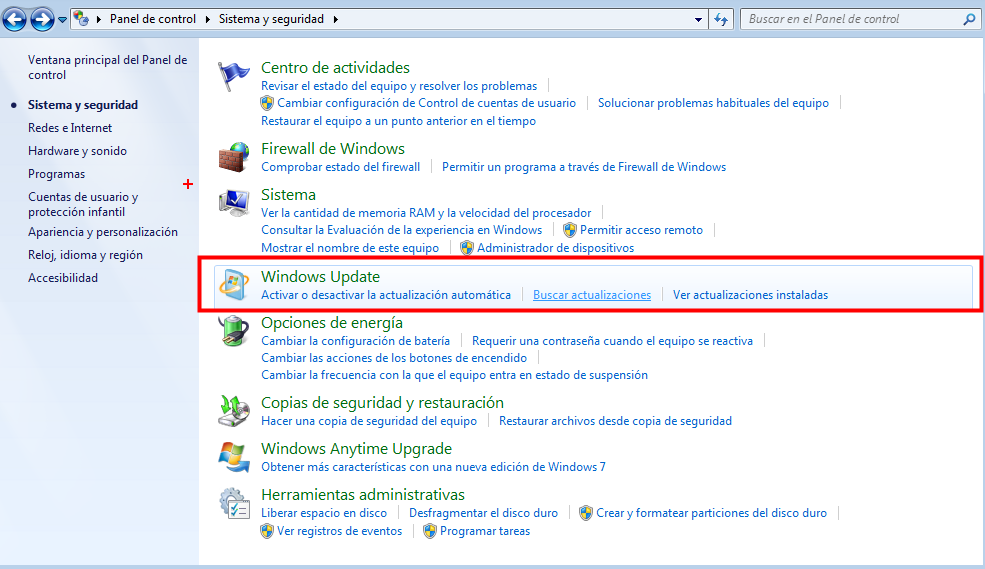 Panel de control Sistema y seguridad Buscar en el Panel de control
Ventana principal del Panel de
control
Sistema y seguridad
Redes e Internet
Hardware y sonido
Programas
Cuentas de usuario y
protección infantil
Apariencia y personalización
Reloj, idioma y región
Accesibilidad
Centro de actividades
Revisar el estado del equipo y resolver los problemas
Cambiar configuración de Control de cuentas de usuario Solucionar problemas habituales del equipo
Restaurar el equipo a un punto anterior en el tiempo
Firewall de Windows
Comprobar estado del firewall Permitir un programa a través de Firewall de Windows
Sistema
Ver la cantidad de memoria RAM y la velocidad del procesador
Consultar la Evaluación de la experiencia en Windows Permitir acceso remoto
Mostrar el nombre de este equipo Administrador de dispositivos
Windows Update
Activar o desactivar la actualización automática Buscar actualizaciones Ver actualizaciones instaladas
Opciones de energía
Cambiar la configuración de batería Requerir una contraseña cuando el equipo se reactiva
Cambiar las acciones de los botones de encendido
Cambiar la frecuencia con la que el equipo entra en estado de suspensión
Copias de seguridad y restauración
Hacer una copia de seguridad del equipo Restaurar archivos desde copia de seguridad
Windows Anytime Upgrade
Obtener más características con una nueva edición de Windows 7
Herramientas administrativas
Liberar espacio en disco Desfragmentar el disco duro Crear y formatear particiones del disco duro
Ver registros de eventos Programar tareas